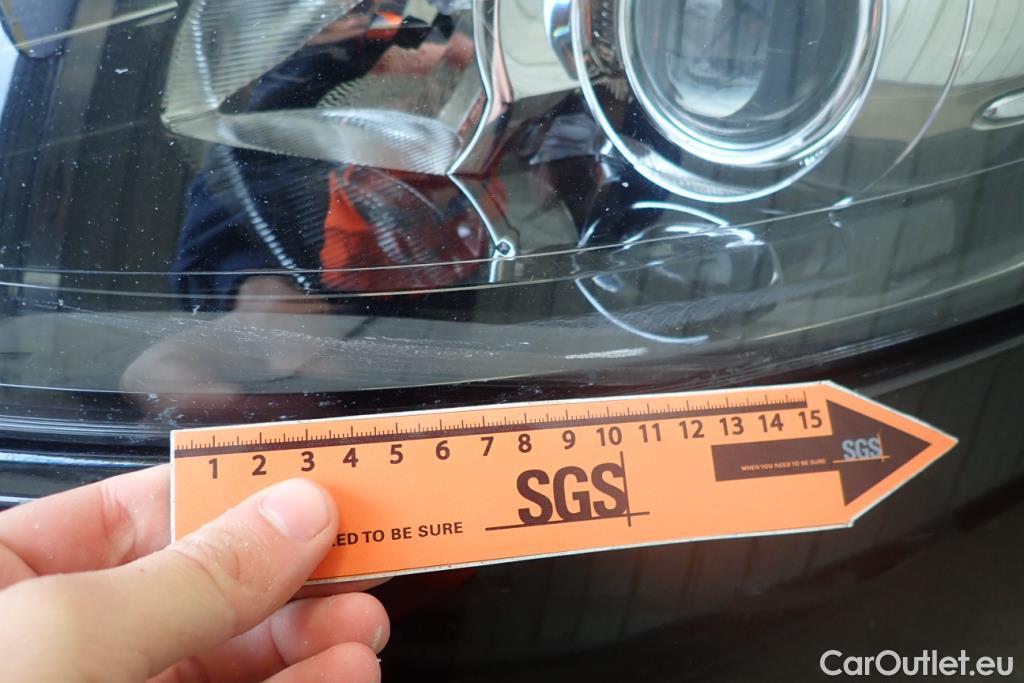 1 2 3 4 5 6 7 8 9 10 11 12 13 14 15
WHEN YOU NEED TO BE SURE
SGS
SGS
ED TO BE SURE
CarOutlet.eu